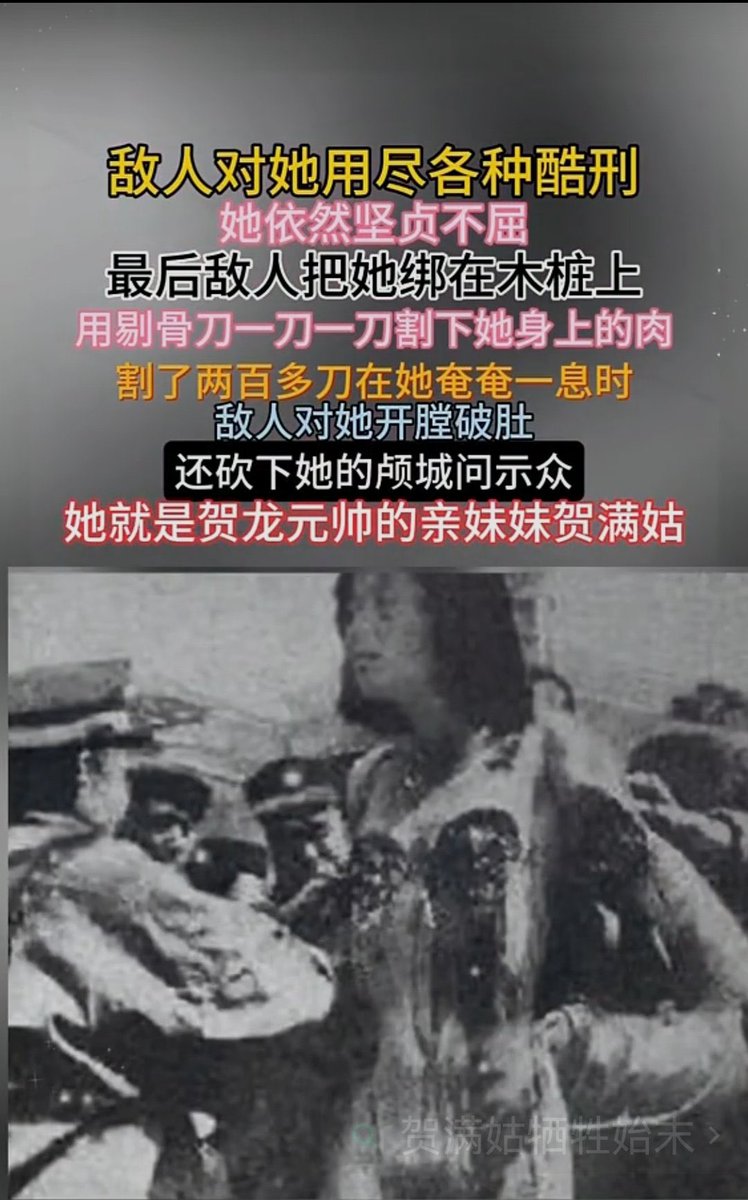 敌人对她用尽各种酷刑
她依然坚贞不屈
最后敌人把她绑在木桩上
用剔骨刀一刀一刀割下她身上的肉
割了两百多刀在她奄奄一息时
敌人对她开膛破肚
还砍下她的颅城问示众
她就是贺龙元帅的亲妹妹贺满姑
贺满姑牺牲始末